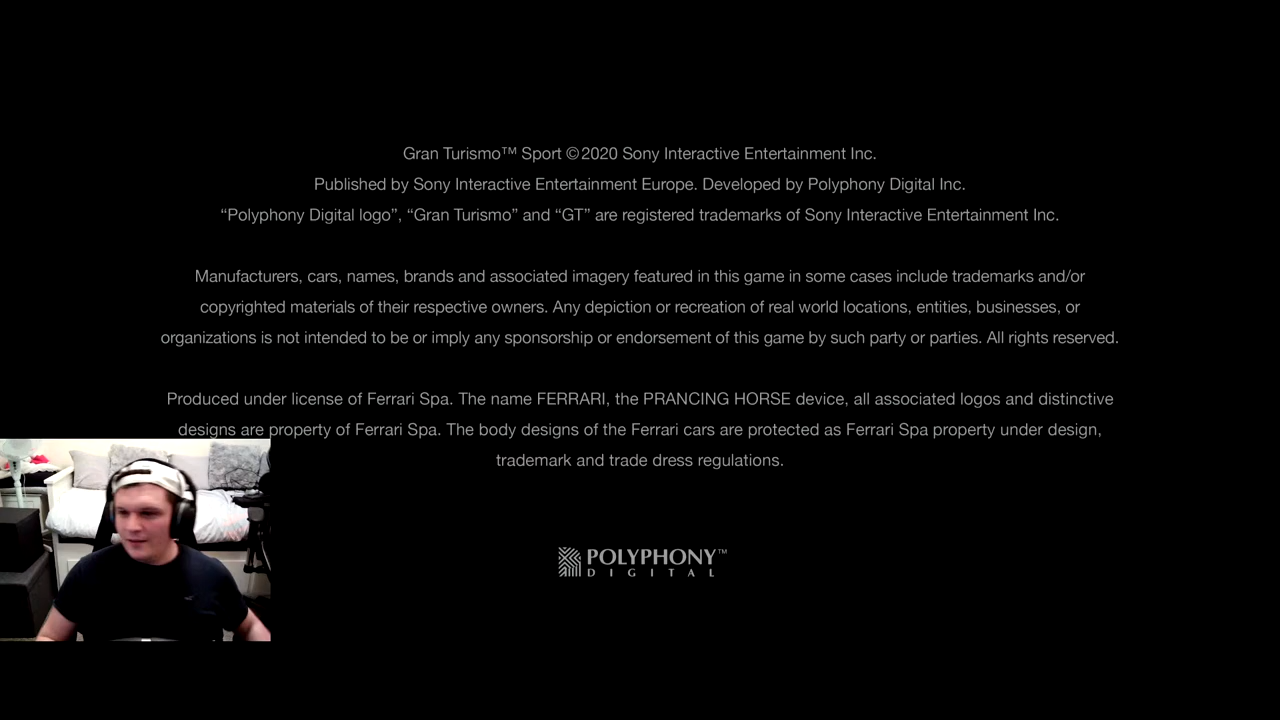 Gran Turismo™ Sport ©2020 Sony Interactive Entertainment Inc.
Published by Sony Interactive Entertainment Europe. Developed by Polyphony Digital Inc.
“Polyphony Digital logo”, “Gran Turismo” and “GT” are registered trademarks of Sony Interactive Entertainment Inc.
Manufacturers, cars, names, brands and associated imagery featured in this game in some cases include trademarks and/or
copyrighted materials of their respective owners. Any depiction or recreation of real world locations, entities, businesses, or
organizations is not intended to be or imply any sponsorship or endorsement of this game by such party or parties. All rights reserved.
Produced under license of Ferrari Spa. The name FERRARI, the PRANCING HORSE device, all associated logos and distinctive
designs are property of Ferrari Spa. The body designs of the Ferrari cars are protected as Ferrari Spa property under design,
trademark and trade dress regulations.
POLYPHONY™
DIGITAL